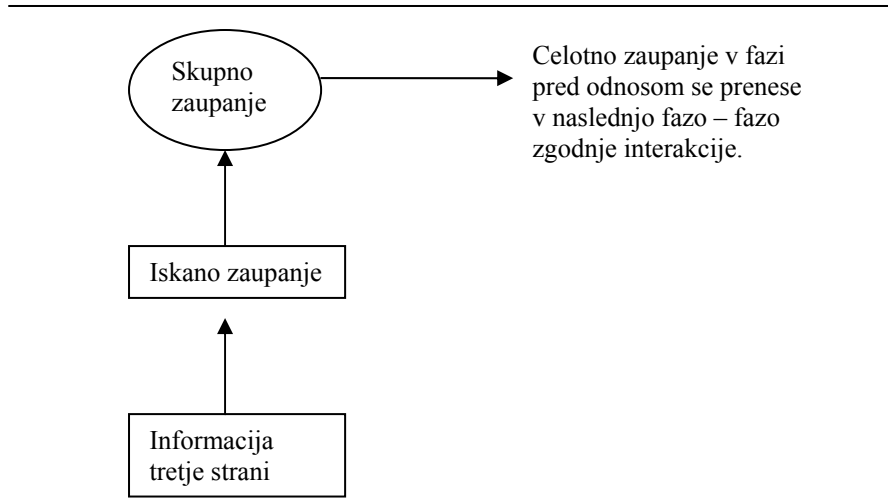 Skupno
zaupanje
Celotno zaupanje v fazi
pred odnosom se prenese
v naslednjo fazo – fazo
zgodnje interakcije.
Iskano zaupanje
Informacija
tretje strani